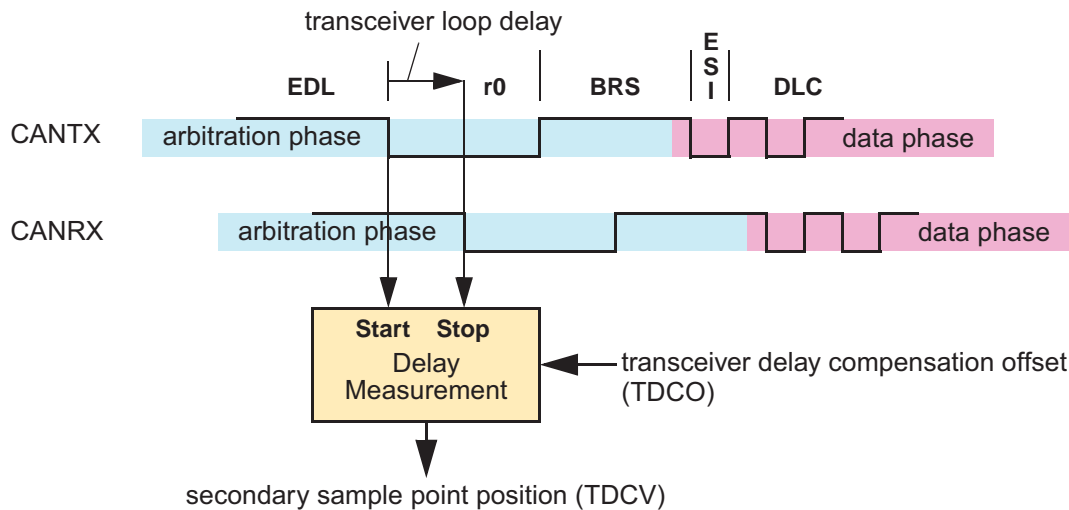 transceiver loop delay
EDL r0 BRS ESI DLC
CANTX arbitration phase data phase
CANRX arbitration phase data phase
Start Stop
Delay
Measurement
transceiver delay compensation offset
(TDCO)
secondary sample point position (TDCV)